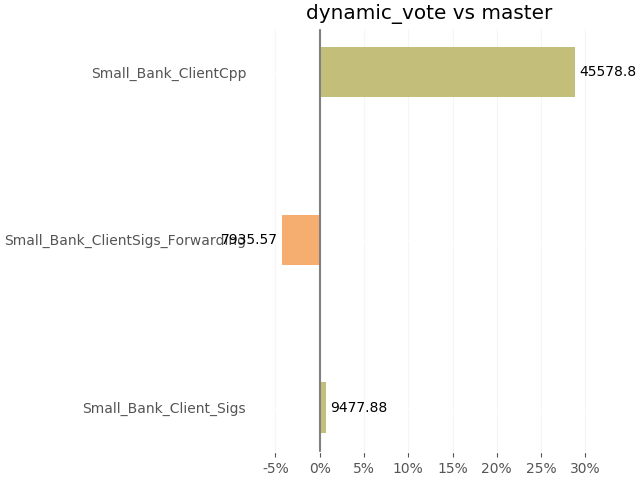 dynamic_vote vs master
Small_Bank_ClientCpp
45578.8
Small_Bank_ClientSigs_Forwarding
7935.57
Small_Bank_Client_Sigs
9477.88
-5% 0% 5% 10% 15% 20% 25% 30%